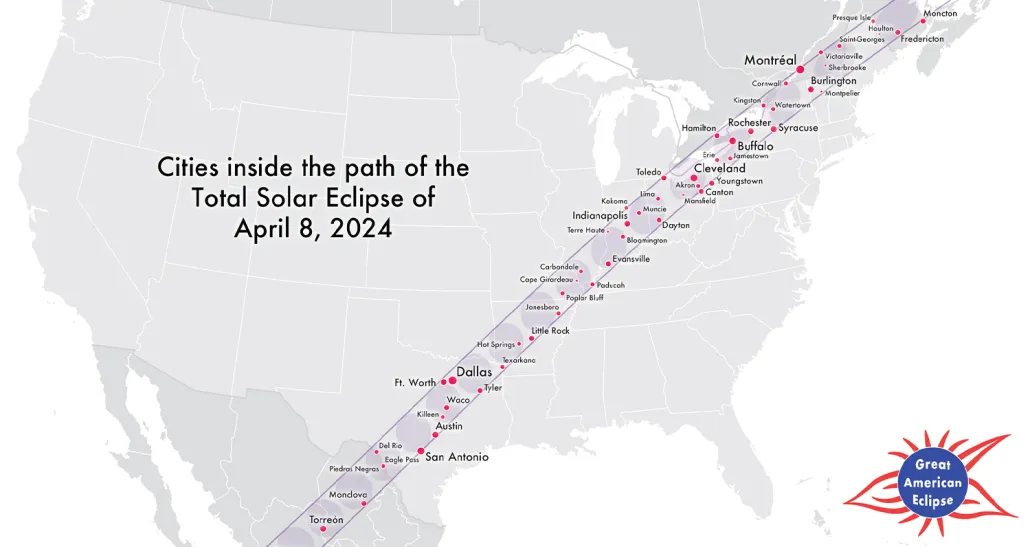 Cities inside the path of the
Total Solar Eclipse of
April 8, 2024
Presque Isle
Moncton
Houlton
Fredericton
Saint-Georges
Victoriaville
Montréal
Sherbrooke
Cornwall
Burlington
Montpelier
Kingston
Watertown
Rochester
Hamilton
Syracuse
Buffalo
Erie
Jamestown
Cleveland
Toledo
Akron
Youngstown
Lima
Canton
Mansfield
Kokomo
Muncie
Indianapolis
Dayton
Terre Haute
Bloomington
Evansville
Carbondale
Cape Girardeau
Paducah
Poplar Bluff
Jonesboro
Little Rock
Hot Springs
Texarkana
Dallas
Ft. Worth
Tyler
Waco
Killeen
Austin
Del Rio
San Antonio
Eagle Pass
Piedras Negras
Monclova
Torreón
Great
American
Eclipse